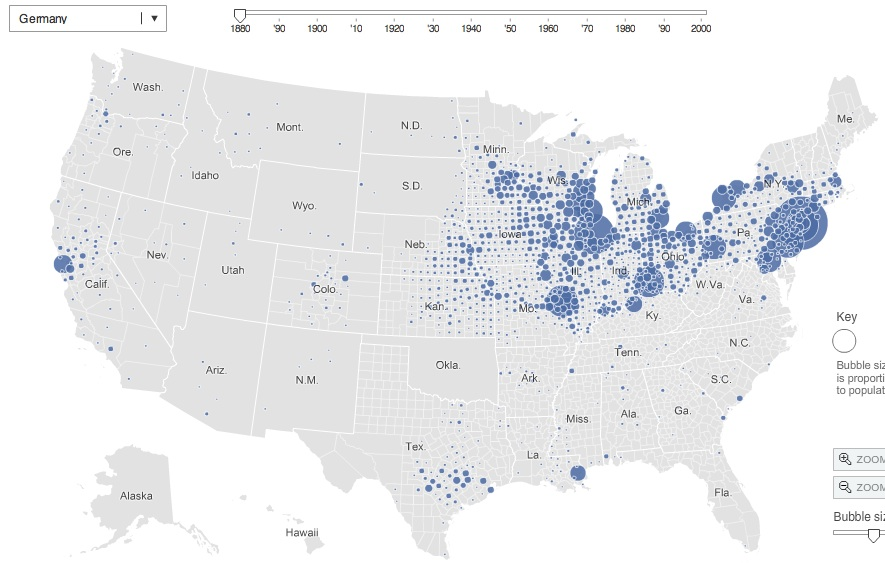 Germany ▼
1880 '90 1900 '10 1920 '30 1940 '50 1960 '70 1980 '90 2000
Wash.
Mont.
N.D.
Minn.
Me.
Ore.
Idaho
S.D.
Wis.
Mich.
N.Y.
Wyo.
Neb.
Iowa
Pa.
Nev.
Utah
Colo.
Ill.
Ind.
Ohio
W.Va.
Calif.
Kan.
Mo.
Ky.
Va.
Key
Ariz.
N.M.
Okla.
Ark.
Tenn.
N.C.
Bubble siz
is proporti
to populat
S.C.
Tex.
La.
Miss.
Ala.
Ga.
Fla.
ZOOM
ZOOM
Alaska
Hawaii
Bubble siz